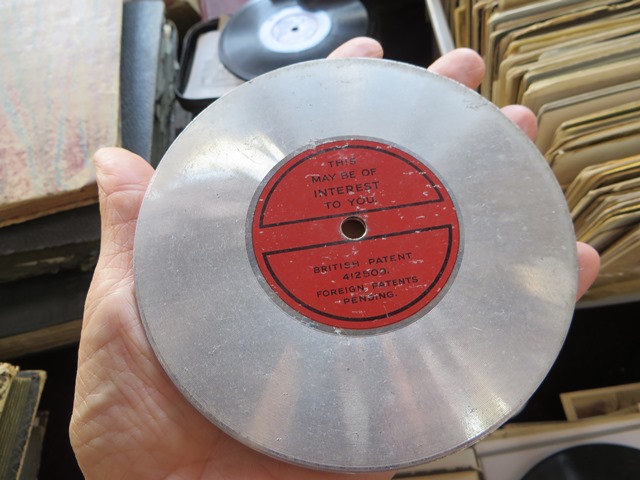 THIS
MAY BE OF
INTEREST
TO YOU.
BRITISH PATENT
412503.
FOREIGN PATENTS
PENDING.